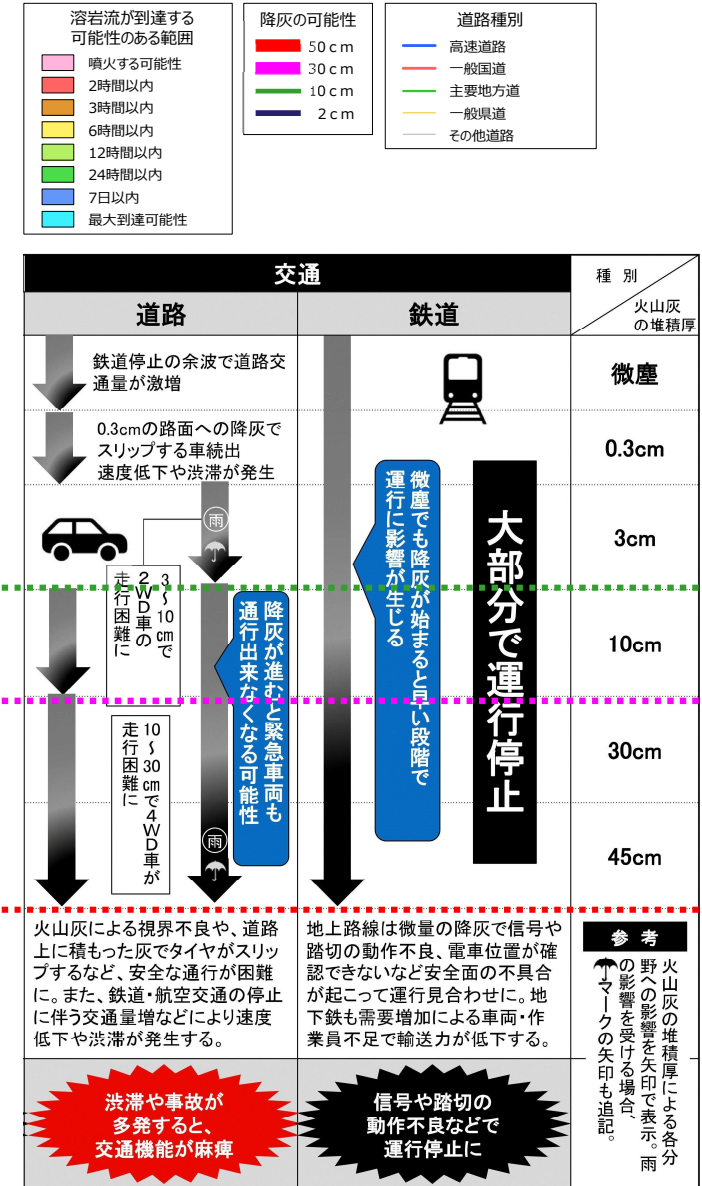 溶岩流が到達する
可能性のある範囲
噴火する可能性
2時間以内
3時間以内
6時間以内
12時間以内
24時間以内
7日以内
最大到達可能性
降灰の可能性
50cm
30cm
10cm
2cm
道路種別
高速道路
一般国道
主要地方道
一般県道
その他道路
交通
種 別
火山灰
の堆積厚
道路
鉄道
鉄道停止の余波で道路交
通量が激増
微塵
0.3cmの路面への降灰で
スリップする車続出
速度低下や渋滞が発生
0.3cm
雨
3～10㎝で
2WD車の
走行困難に
降灰が進むと緊急車両も
通行出来なくなる可能性
10～30㎝で4WD車が
走行困難に
雨
微塵でも降灰が始まると早い段階で
運行に影響が生じる
大部分で運行停止
3cm
10cm
30cm
45cm
火山灰による視界不良や、道路
上に積もった灰でタイヤがスリッ
プするなど、安全な通行が困難
に。また、鉄道・航空交通の停止
に伴う交通量増などにより速度
低下や渋滞が発生する。
地上路線は微量の降灰で信号や
踏切の動作不良、電車位置が確
認できないなど安全面の不具合
が起こって運行見合わせに。地
下鉄も需要増加による車両・作
業員不足で輸送力が低下する。
参 考
火山灰の堆積厚による各分
野への影響を矢印で表示。雨
の影響を受ける場合、
マークの矢印も追記。
渋滞や事故が
多発すると、
交通機能が麻痺
信号や踏切の
動作不良などで
運行停止に